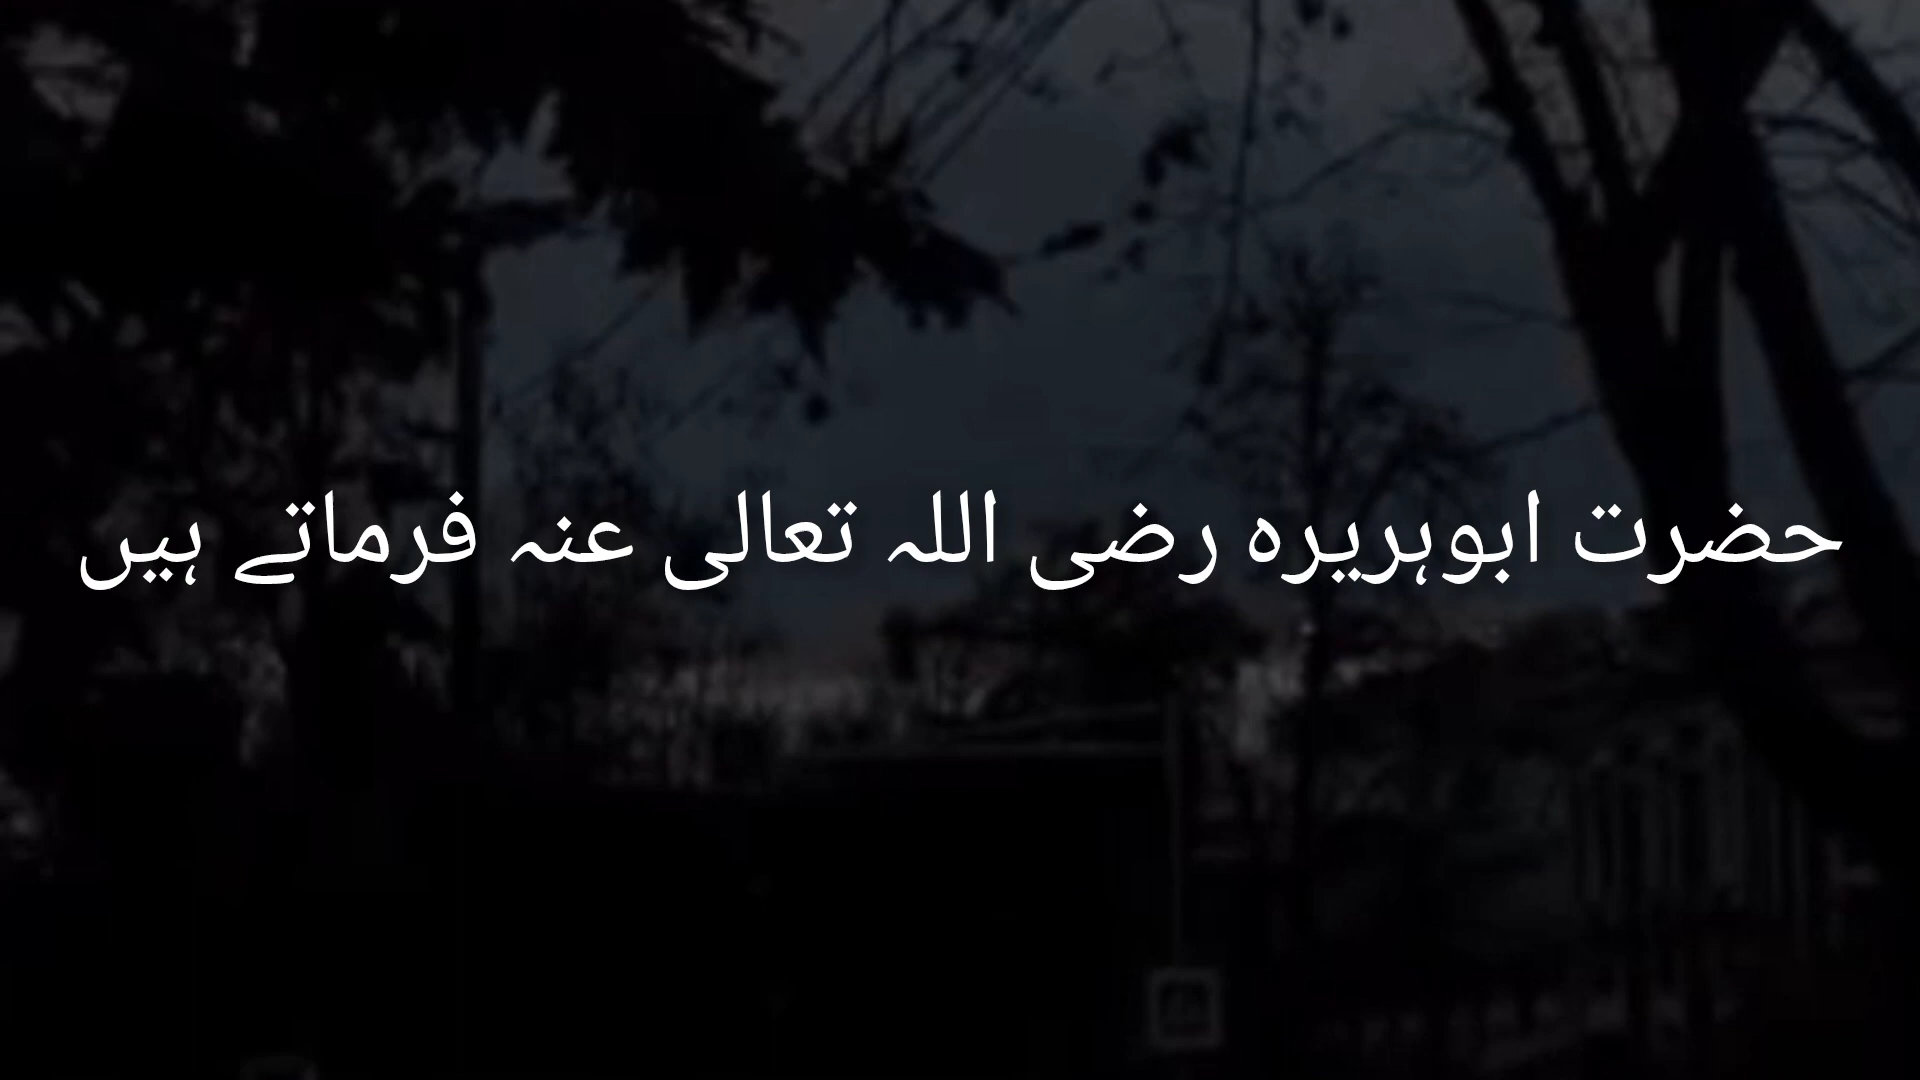 حضرت ابوہریرہ رضی اللہ تعالی عنہ فرماتے ہیں